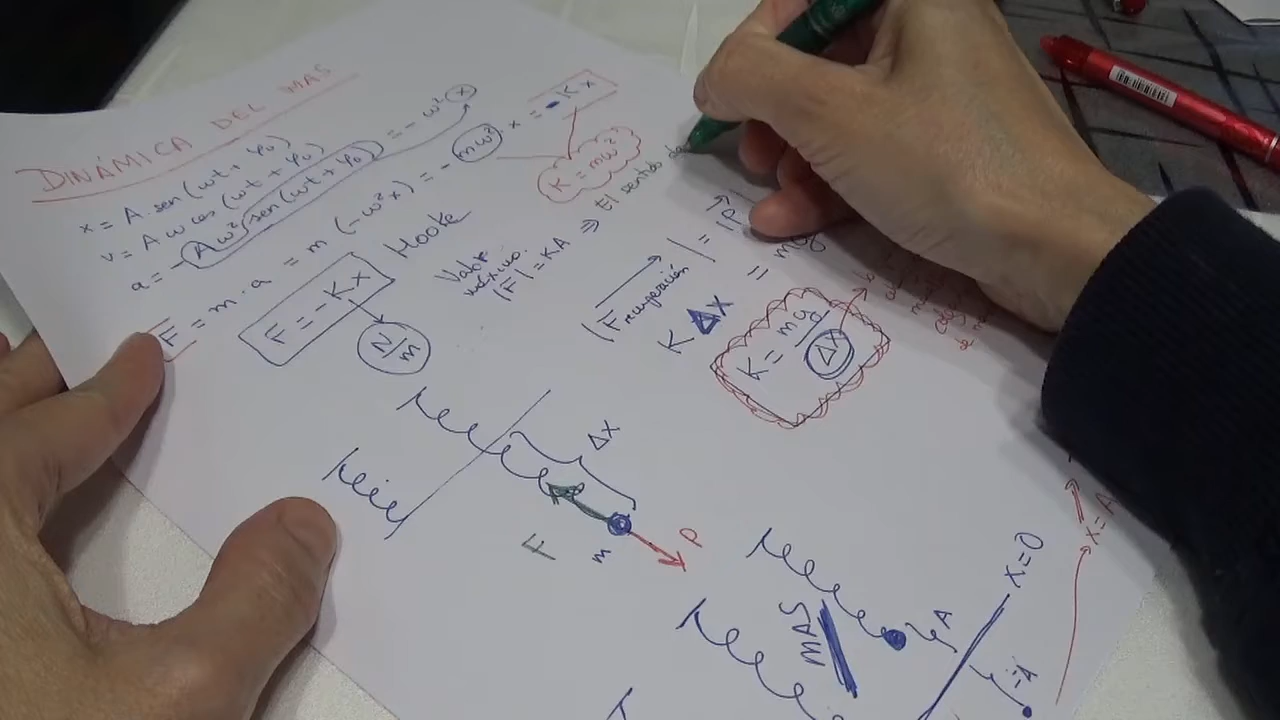 DINÁMICA DEL MAS
x = A. sen (ωt + φ₀)
v = A ω cos (ωt + φ₀)
a = - Aω² sen (ωt + φ₀) = - ω² x
F = m · a = m (-ω² x) = - mω² · x = - K x
K = mω²
F = - K x Hooke
N/m
Valor
máximo.
|F| = KA ⇒ El sentido de
|F recuperación| = |P|
K Δx = mg
K = mg/Δx
Δx
F
m
P
MAS
A
x=0
-A
x=A